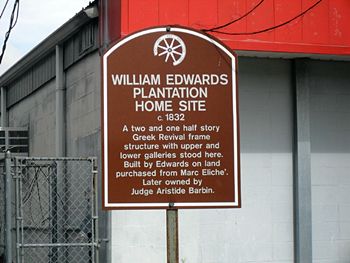 WILLIAM EDWARDS
PLANTATION
HOME SITE
c. 1832
A two and one half story
Greek Revival frame
structure with upper and
lower galleries stood here.
Built by Edwards on land
purchased from Marc Eliche'.
Later owned by
Judge Aristide Barbin.